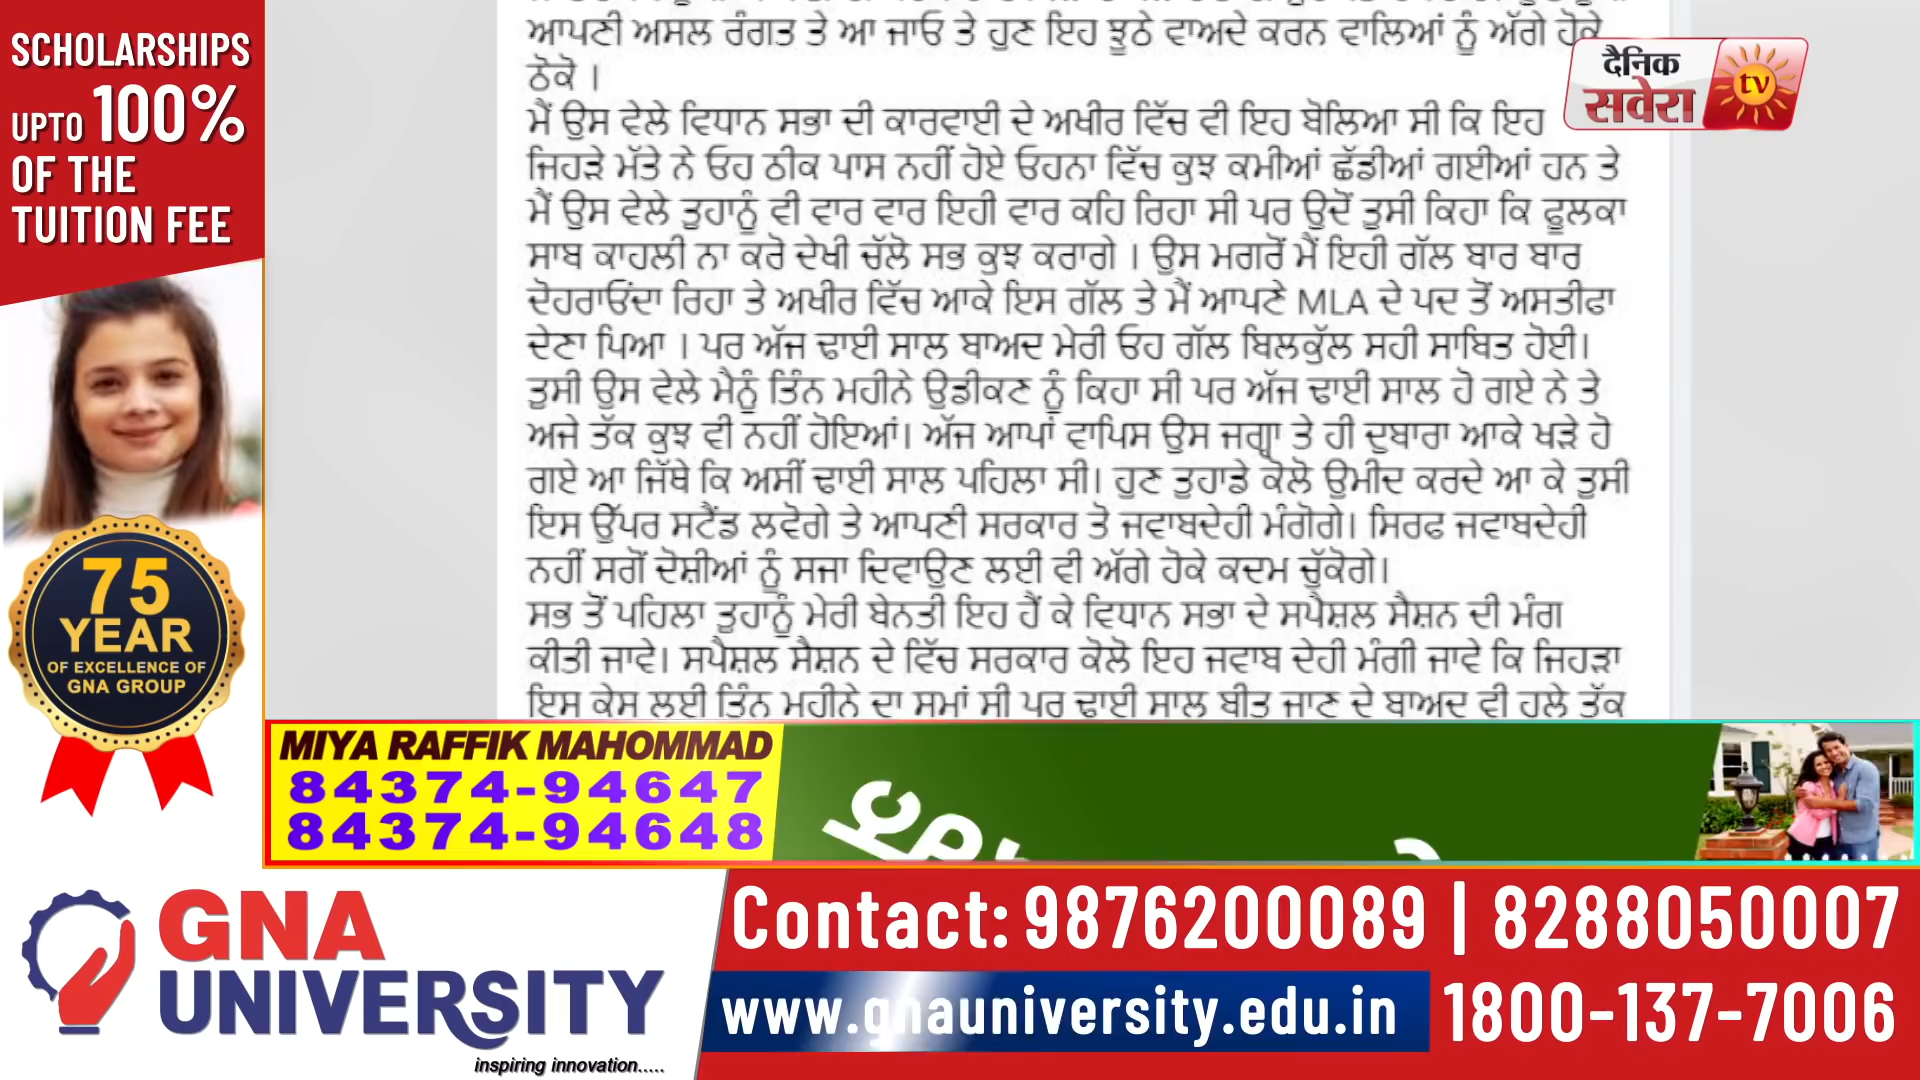 SCHOLARSHIPS
UPTO 100%
OF THE
TUITION FEE
ਆਪਣੀ ਅਸਲ ਰੰਗਤ ਤੇ ਆ ਜਾਓ ਤੇ ਹੁਣ ਇਹ ਝੂਠੇ ਵਾਅਦੇ ਕਰਨ ਵਾਲਿਆਂ ਨੂੰ ਅੱਗੇ ਹੋਕੇ
ਠੋਕੋ ।
ਮੈਂ ਉਸ ਵੇਲੇ ਵਿਧਾਨ ਸਭਾ ਦੀ ਕਾਰਵਾਈ ਦੇ ਅਖੀਰ ਵਿੱਚ ਵੀ ਇਹ ਬੋਲਿਆ ਸੀ ਕਿ ਇਹ
ਜਿਹੜੇ ਮੱਤੇ ਨੇ ਓਹ ਠੀਕ ਪਾਸ ਨਹੀਂ ਹੋਏ ਓਹਨਾ ਵਿੱਚ ਕੁਝ ਕਮੀਆਂ ਛੱਡੀਆਂ ਗਈਆਂ ਹਨ ਤੇ
ਮੈਂ ਉਸ ਵੇਲੇ ਤੁਹਾਨੂੰ ਵੀ ਵਾਰ ਵਾਰ ਇਹੀ ਵਾਰ ਕਹਿ ਰਿਹਾ ਸੀ ਪਰ ਉਦੋਂ ਤੁਸੀ ਕਿਹਾ ਕਿ ਫੂਲਕਾ
ਸਾਬ ਕਾਹਲੀ ਨਾ ਕਰੋ ਦੇਖੀ ਚੱਲੋ ਸਭ ਕੁਝ ਕਰਾਗੇ । ਉਸ ਮਗਰੋਂ ਮੈਂ ਇਹੀ ਗੱਲ ਬਾਰ ਬਾਰ
ਦੋਹਰਾਓਂਦਾ ਰਿਹਾ ਤੇ ਅਖੀਰ ਵਿੱਚ ਆਕੇ ਇਸ ਗੱਲ ਤੇ ਮੈਂ ਆਪਣੇ MLA ਦੇ ਪਦ ਤੋਂ ਅਸਤੀਫਾ
ਦੇਣਾ ਪਿਆ । ਪਰ ਅੱਜ ਢਾਈ ਸਾਲ ਬਾਅਦ ਮੇਰੀ ਓਹ ਗੱਲ ਬਿਲਕੁੱਲ ਸਹੀ ਸਾਬਿਤ ਹੋਈ।
ਤੁਸੀ ਉਸ ਵੇਲੇ ਮੈਨੂੰ ਤਿੰਨ ਮਹੀਨੇ ਉਡੀਕਣ ਨੂੰ ਕਿਹਾ ਸੀ ਪਰ ਅੱਜ ਢਾਈ ਸਾਲ ਹੋ ਗਏ ਨੇ ਤੇ
ਅਜੇ ਤੱਕ ਕੁਝ ਵੀ ਨਹੀਂ ਹੋਇਆਂ। ਅੱਜ ਆਪਾਂ ਵਾਪਿਸ ਉਸ ਜਗ੍ਹਾ ਤੇ ਹੀ ਦੁਬਾਰਾ ਆਕੇ ਖੜੇ ਹੋ
ਗਏ ਆ ਜਿੱਥੇ ਕਿ ਅਸੀਂ ਢਾਈ ਸਾਲ ਪਹਿਲਾ ਸੀ। ਹੁਣ ਤੁਹਾਡੇ ਕੋਲੋ ਉਮੀਦ ਕਰਦੇ ਆ ਕੇ ਤੁਸੀ
ਇਸ ਉੱਪਰ ਸਟੈਂਡ ਲਵੋਗੇ ਤੇ ਆਪਣੀ ਸਰਕਾਰ ਤੋ ਜਵਾਬਦੇਹੀ ਮੰਗੋਗੇ। ਸਿਰਫ ਜਵਾਬਦੇਹੀ
ਨਹੀਂ ਸਗੋਂ ਦੋਸ਼ੀਆਂ ਨੂੰ ਸਜਾ ਦਿਵਾਉਣ ਲਈ ਵੀ ਅੱਗੇ ਹੋਕੇ ਕਦਮ ਚੁੱਕੋਗੇ।
ਸਭ ਤੋਂ ਪਹਿਲਾ ਤੁਹਾਨੂੰ ਮੇਰੀ ਬੇਨਤੀ ਇਹ ਹੈਂ ਕੇ ਵਿਧਾਨ ਸਭਾ ਦੇ ਸਪੈਸ਼ਲ ਸੈਸ਼ਨ ਦੀ ਮੰਗ
ਕੀਤੀ ਜਾਵੇ। ਸਪੈਸ਼ਲ ਸੈਸ਼ਨ ਦੇ ਵਿੱਚ ਸਰਕਾਰ ਕੋਲੋ ਇਹ ਜਵਾਬ ਦੇਹੀ ਮੰਗੀ ਜਾਵੇ ਕਿ ਜਿਹੜਾ
ਇਸ ਕੇਸ ਲਈ ਤਿੰਨ ਮਹੀਨੇ ਦਾ ਸਮਾਂ ਸੀ ਪਰ ਢਾਈ ਸਾਲ ਬੀਤ ਜਾਣ ਦੇ ਬਾਅਦ ਵੀ ਹਲੇ ਤੱਕ
दैनिक
सवेरा tv
75
YEAR
OF EXCELLENCE OF
GNA GROUP
MIYA RAFFIK MAHOMMAD
84374-94647
84374-94648
GNA
UNIVERSITY
inspiring innovation.....
Contact: 9876200089 | 8288050007
www.gnauniversity.edu.in 1800-137-7006